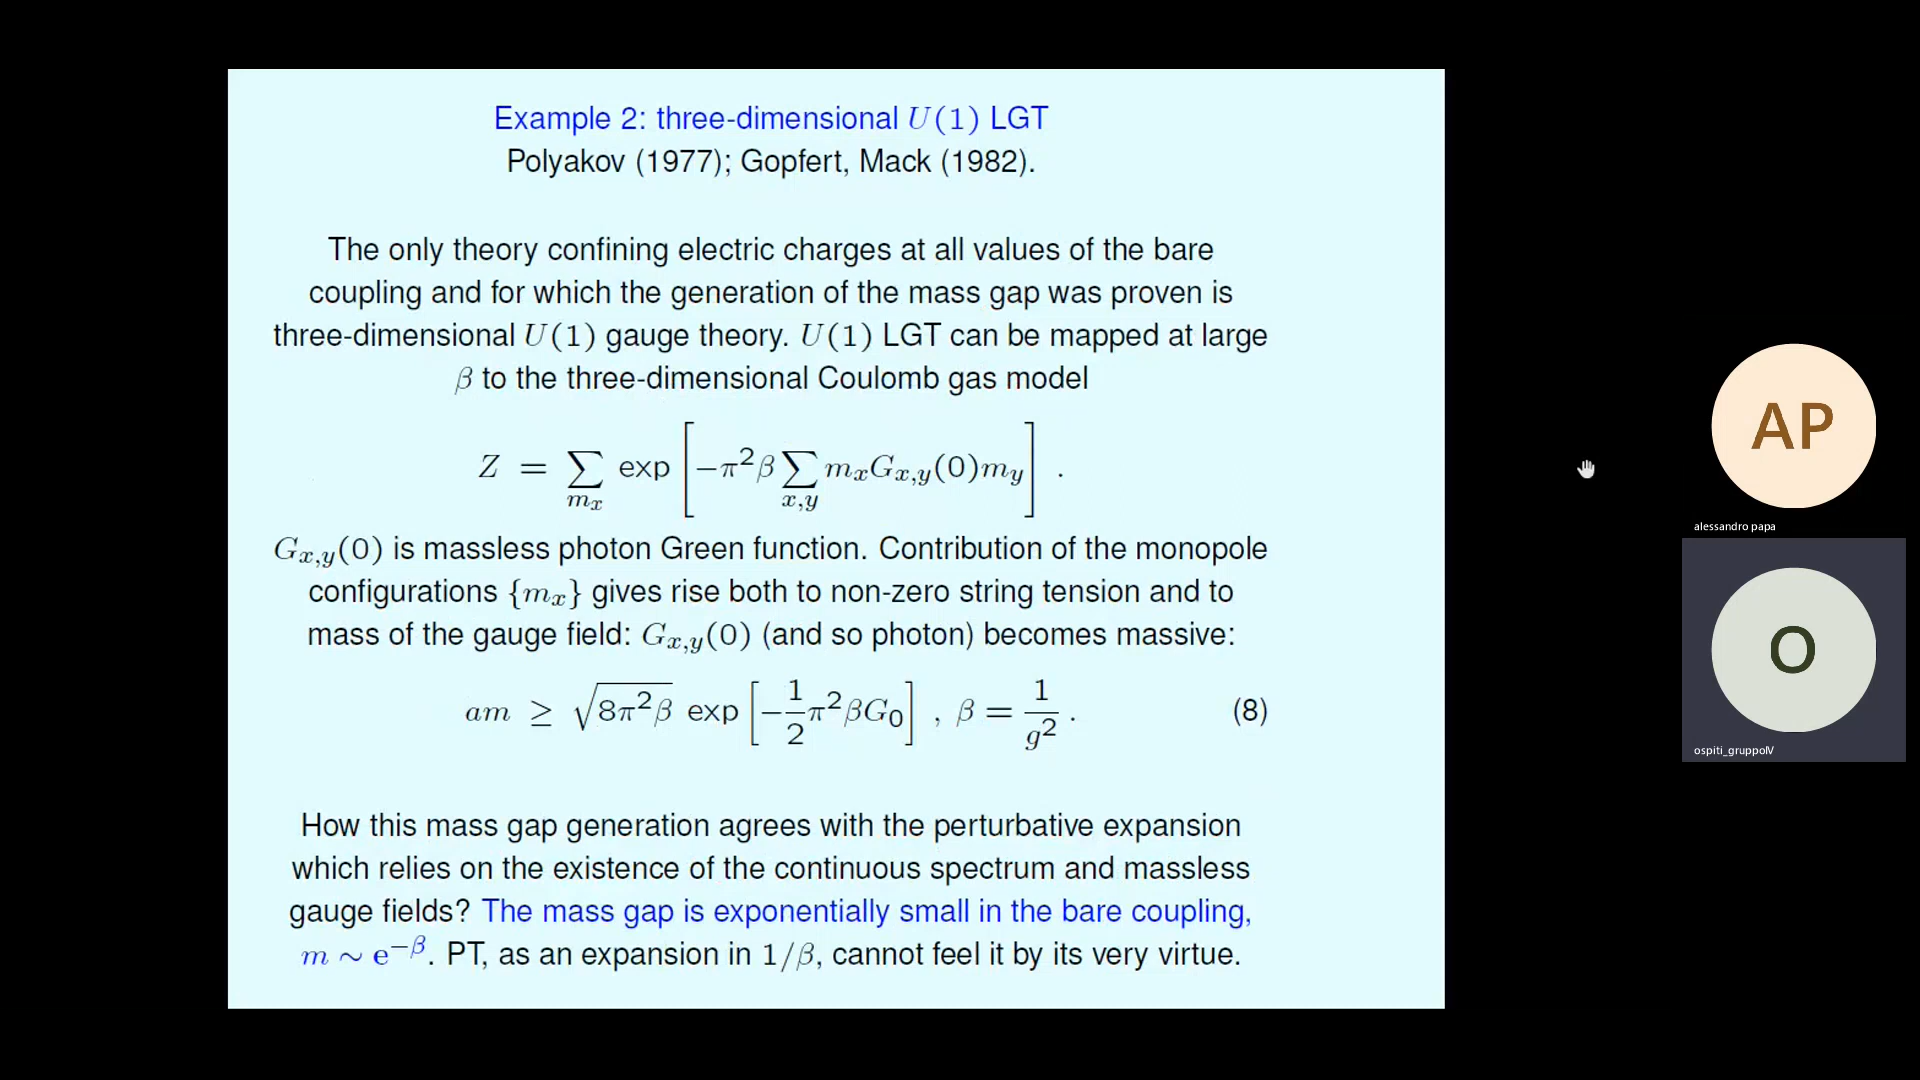 Example 2: three-dimensional U(1) LGT
Polyakov (1977); Gopfert, Mack (1982).
The only theory confining electric charges at all values of the bare
coupling and for which the generation of the mass gap was proven is
three-dimensional U(1) gauge theory. U(1) LGT can be mapped at large
β to the three-dimensional Coulomb gas model
Z = ∑_{m_x} exp [ −π²β ∑_{x,y} m_x G_{x,y}(0) m_y ] .
G_{x,y}(0) is massless photon Green function. Contribution of the monopole
configurations {m_x} gives rise both to non-zero string tension and to
mass of the gauge field: G_{x,y}(0) (and so photon) becomes massive:
am ≥ √(8π²β) exp [ −1/2 π²βG₀ ] , β = 1/g² . (8)
How this mass gap generation agrees with the perturbative expansion
which relies on the existence of the continuous spectrum and massless
gauge fields? The mass gap is exponentially small in the bare coupling,
m ∼ e^{−β}. PT, as an expansion in 1/β, cannot feel it by its very virtue.
AP
alessandro papa
O
ospiti_gruppoIV